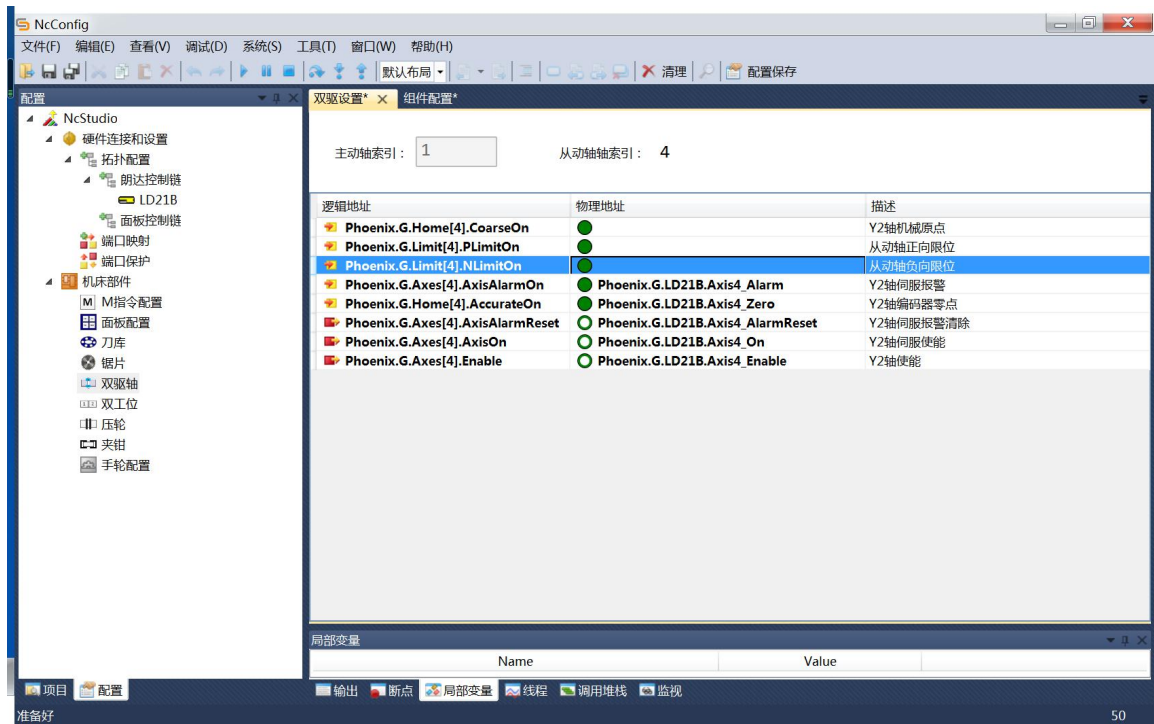 NcConfig
文件(F) 编辑(E) 查看(V) 调试(D) 系统(S) 工具(T) 窗口(W) 帮助(H)
默认布局 清理 配置保存
配置
NcStudio
硬件连接和设置
拓扑配置
朗达控制链
LD21B
面板控制链
端口映射
端口保护
机床部件
M M指令配置
面板配置
刀库
锯片
双驱轴
双工位
压轮
夹钳
手轮配置
项目 配置
双驱设置* 组件配置*
主动轴索引： 1 从动轴轴索引： 4
逻辑地址 物理地址 描述
Phoenix.G.Home[4].CoarseOn Y2轴机械原点
Phoenix.G.Limit[4].PLimitOn 从动轴正向限位
Phoenix.G.Limit[4].NLimitOn 从动轴负向限位
Phoenix.G.Axes[4].AxisAlarmOn Phoenix.G.LD21B.Axis4_Alarm Y2轴伺服报警
Phoenix.G.Home[4].AccurateOn Phoenix.G.LD21B.Axis4_Zero Y2轴编码器零点
Phoenix.G.Axes[4].AxisAlarmReset Phoenix.G.LD21B.Axis4_AlarmReset Y2轴伺服报警清除
Phoenix.G.Axes[4].AxisOn Phoenix.G.LD21B.Axis4_On Y2轴伺服使能
Phoenix.G.Axes[4].Enable Phoenix.G.LD21B.Axis4_Enable Y2轴使能
局部变量
Name Value
输出 断点 局部变量 线程 调用堆栈 监视
准备好 50